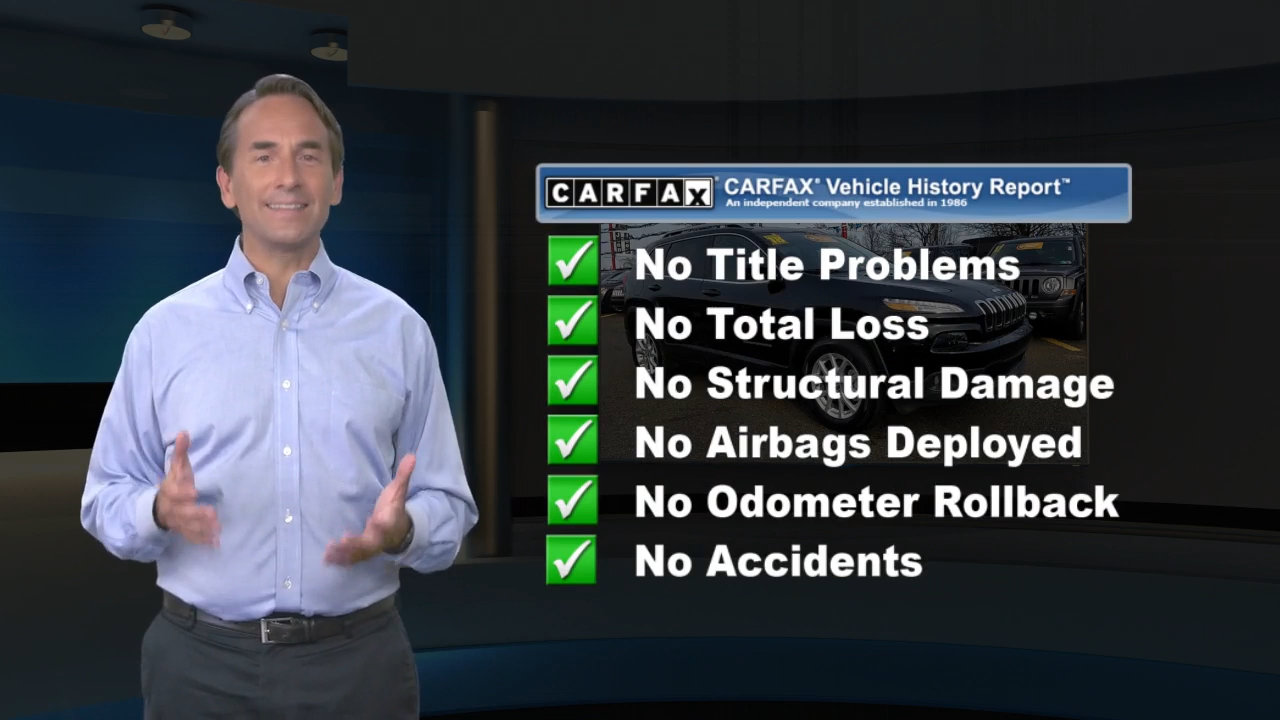 CARFAX® CARFAX® Vehicle History Report™
An independent company established in 1986
No Title Problems
No Total Loss
No Structural Damage
No Airbags Deployed
No Odometer Rollback
No Accidents